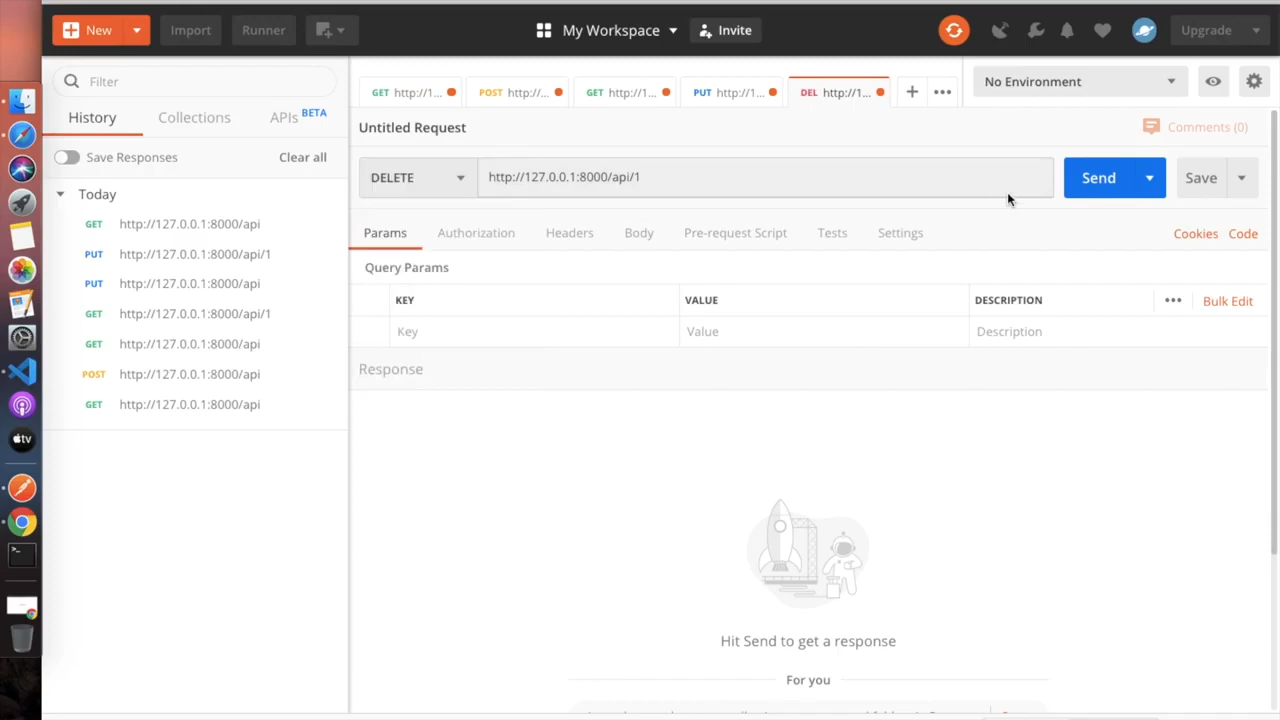 New
Import
Runner
My Workspace
Invite
Upgrade
Filter
History
Collections
APIs BETA
Save Responses
Clear all
Today
GET http://127.0.0.1:8000/api
PUT http://127.0.0.1:8000/api/1
PUT http://127.0.0.1:8000/api
GET http://127.0.0.1:8000/api/1
GET http://127.0.0.1:8000/api
POST http://127.0.0.1:8000/api
GET http://127.0.0.1:8000/api
GET http://1...
POST http://...
GET http://1...
PUT http://1...
DEL http://1...
No Environment
Untitled Request
Comments (0)
DELETE
http://127.0.0.1:8000/api/1
Send
Save
Params
Authorization
Headers
Body
Pre-request Script
Tests
Settings
Cookies
Code
Query Params
KEY
VALUE
DESCRIPTION
Bulk Edit
Key
Value
Description
Response
Hit Send to get a response
For you
tv